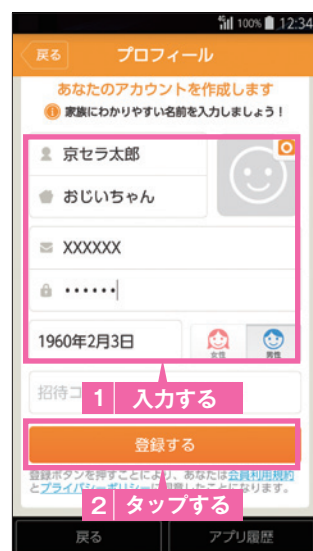 100% 12:34
戻る プロフィール
あなたのアカウントを作成します
家族にわかりやすい名前を入力しましょう!
京セラ太郎
おじいちゃん
XXXXXX
••••••
1960年2月3日 女性 男性
招待コ
1 入力する
登録する
登録ボタンを押すことにより、あなたは会員利用規約
とプライバシーポリシーに同意したことになります。
2 タップする
戻る アプリ履歴